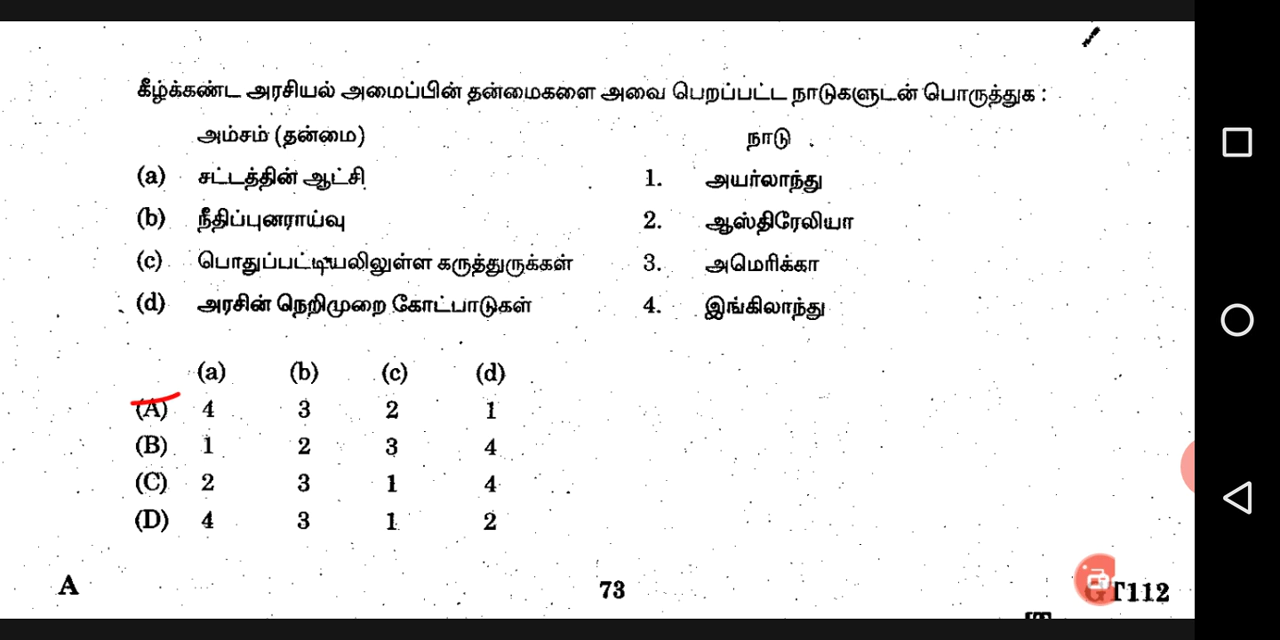 கீழ்க்கண்ட அரசியல் அமைப்பின் தன்மைகளை அவை பெறப்பட்ட நாடுகளுடன் பொருத்துக :
அம்சம் (தன்மை) நாடு
(a) சட்டத்தின் ஆட்சி 1. அயர்லாந்து
(b) நீதிப்புனராய்வு 2. ஆஸ்திரேலியா
(c) பொதுப்பட்டியலிலுள்ள கருத்துருக்கள் 3. அமெரிக்கா
(d) அரசின் நெறிமுறை கோட்பாடுகள் 4. இங்கிலாந்து
(a) (b) (c) (d)
(A) 4 3 2 1
(B) 1 2 3 4
(C) 2 3 1 4
(D) 4 3 1 2
A 73 GT112